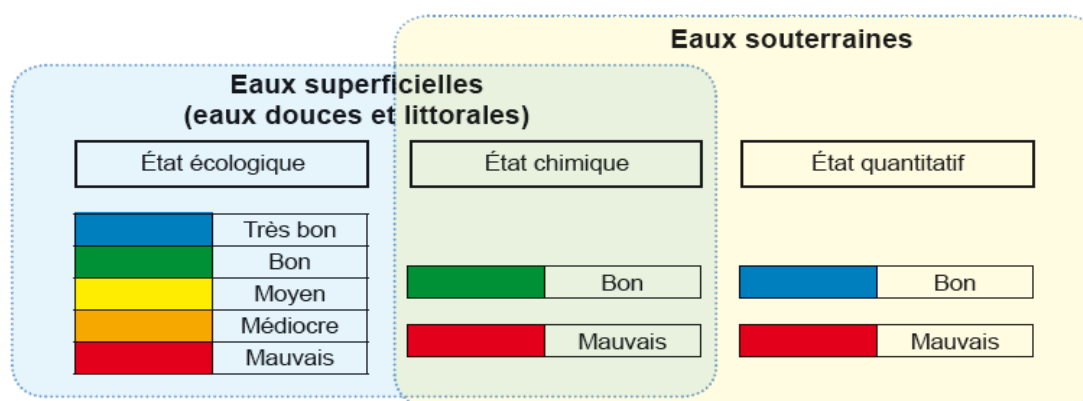 Eaux souterraines
Eaux superficielles
(eaux douces et littorales)
État écologique
État chimique
État quantitatif
Très bon
Bon
Moyen
Médiocre
Mauvais
Bon
Mauvais
Bon
Mauvais